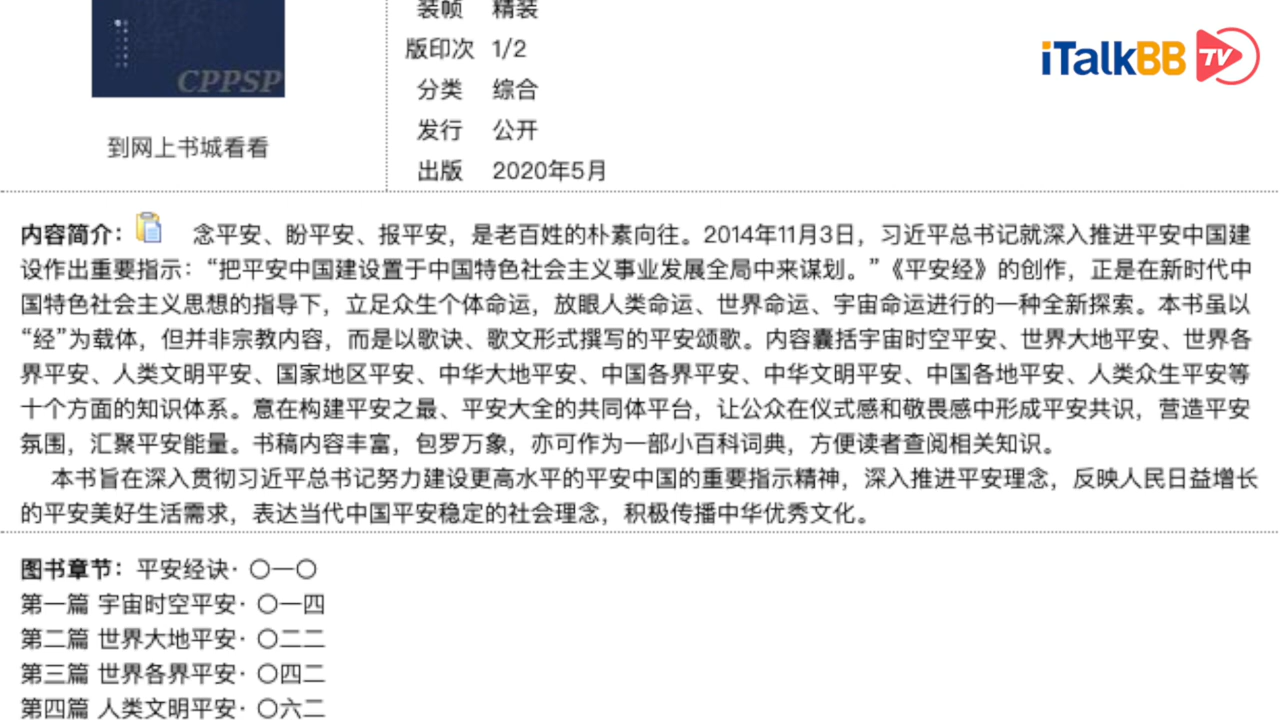 装帧 精装
iTalkBB TV
版印次 1/2
分类 综合
CPPSP
发行 公开
到网上书城看看
出版 2020年5月
内容简介： 念平安、盼平安、报平安，是老百姓的朴素向往。2014年11月3日，习近平总书记就深入推进平安中国建
设作出重要指示：“把平安中国建设置于中国特色社会主义事业发展全局中来谋划。”《平安经》的创作，正是在新时代中
国特色社会主义思想的指导下，立足众生个体命运，放眼人类命运、世界命运、宇宙命运进行的一种全新探索。本书虽以
“经”为载体，但并非宗教内容，而是以歌诀、歌文形式撰写的平安颂歌。内容囊括宇宙时空平安、世界大地平安、世界各
界平安、人类文明平安、国家地区平安、中华大地平安、中国各界平安、中华文明平安、中国各地平安、人类众生平安等
十个方面的知识体系。意在构建平安之最、平安大全的共同体平台，让公众在仪式感和敬畏感中形成平安共识，营造平安
氛围，汇聚平安能量。书稿内容丰富，包罗万象，亦可作为一部小百科词典，方便读者查阅相关知识。
本书旨在深入贯彻习近平总书记努力建设更高水平的平安中国的重要指示精神，深入推进平安理念，反映人民日益增长
的平安美好生活需求，表达当代中国平安稳定的社会理念，积极传播中华优秀文化。
图书章节：平安经诀· 〇一〇
第一篇 宇宙时空平安· 〇一四
第二篇 世界大地平安· 〇二二
第三篇 世界各界平安· 〇四二
第四篇 人类文明平安· 〇六二